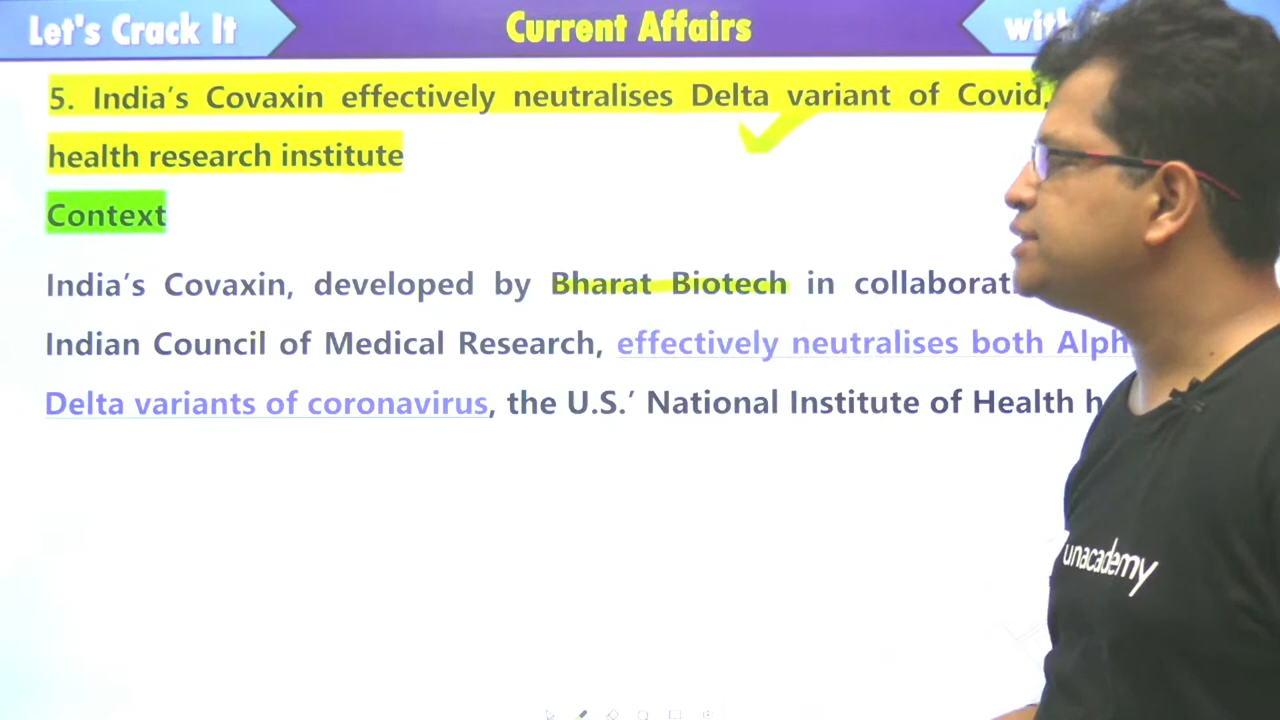 Let's Crack It
Current Affairs
with
5. India's Covaxin effectively neutralises Delta variant of Covid,
health research institute
Context
India's Covaxin, developed by Bharat Biotech in
Indian Council of Medical Research, effectively neutralises both
Delta variants of coronavirus, the U.S.' National Institute of Health
unacademy